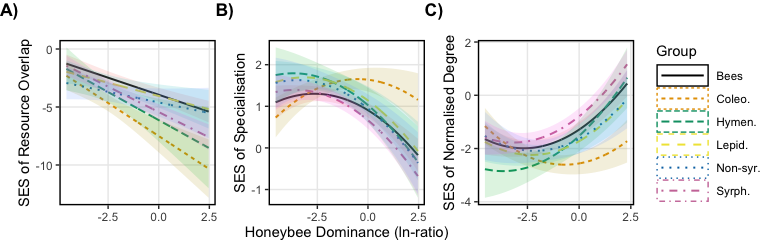 A)
SES of Resource Overlap
0
-5
-10
-2.5 0.0 2.5
B)
SES of Specialisation
2
1
0
-1
-2.5 0.0 2.5
Honeybee Dominance (ln-ratio)
C)
SES of Normalised Degree
2
0
-2
-4
-2.5 0.0 2.5
Group
Bees
Coleo.
Hymen.
Lepid.
Non-syr.
Syrph.